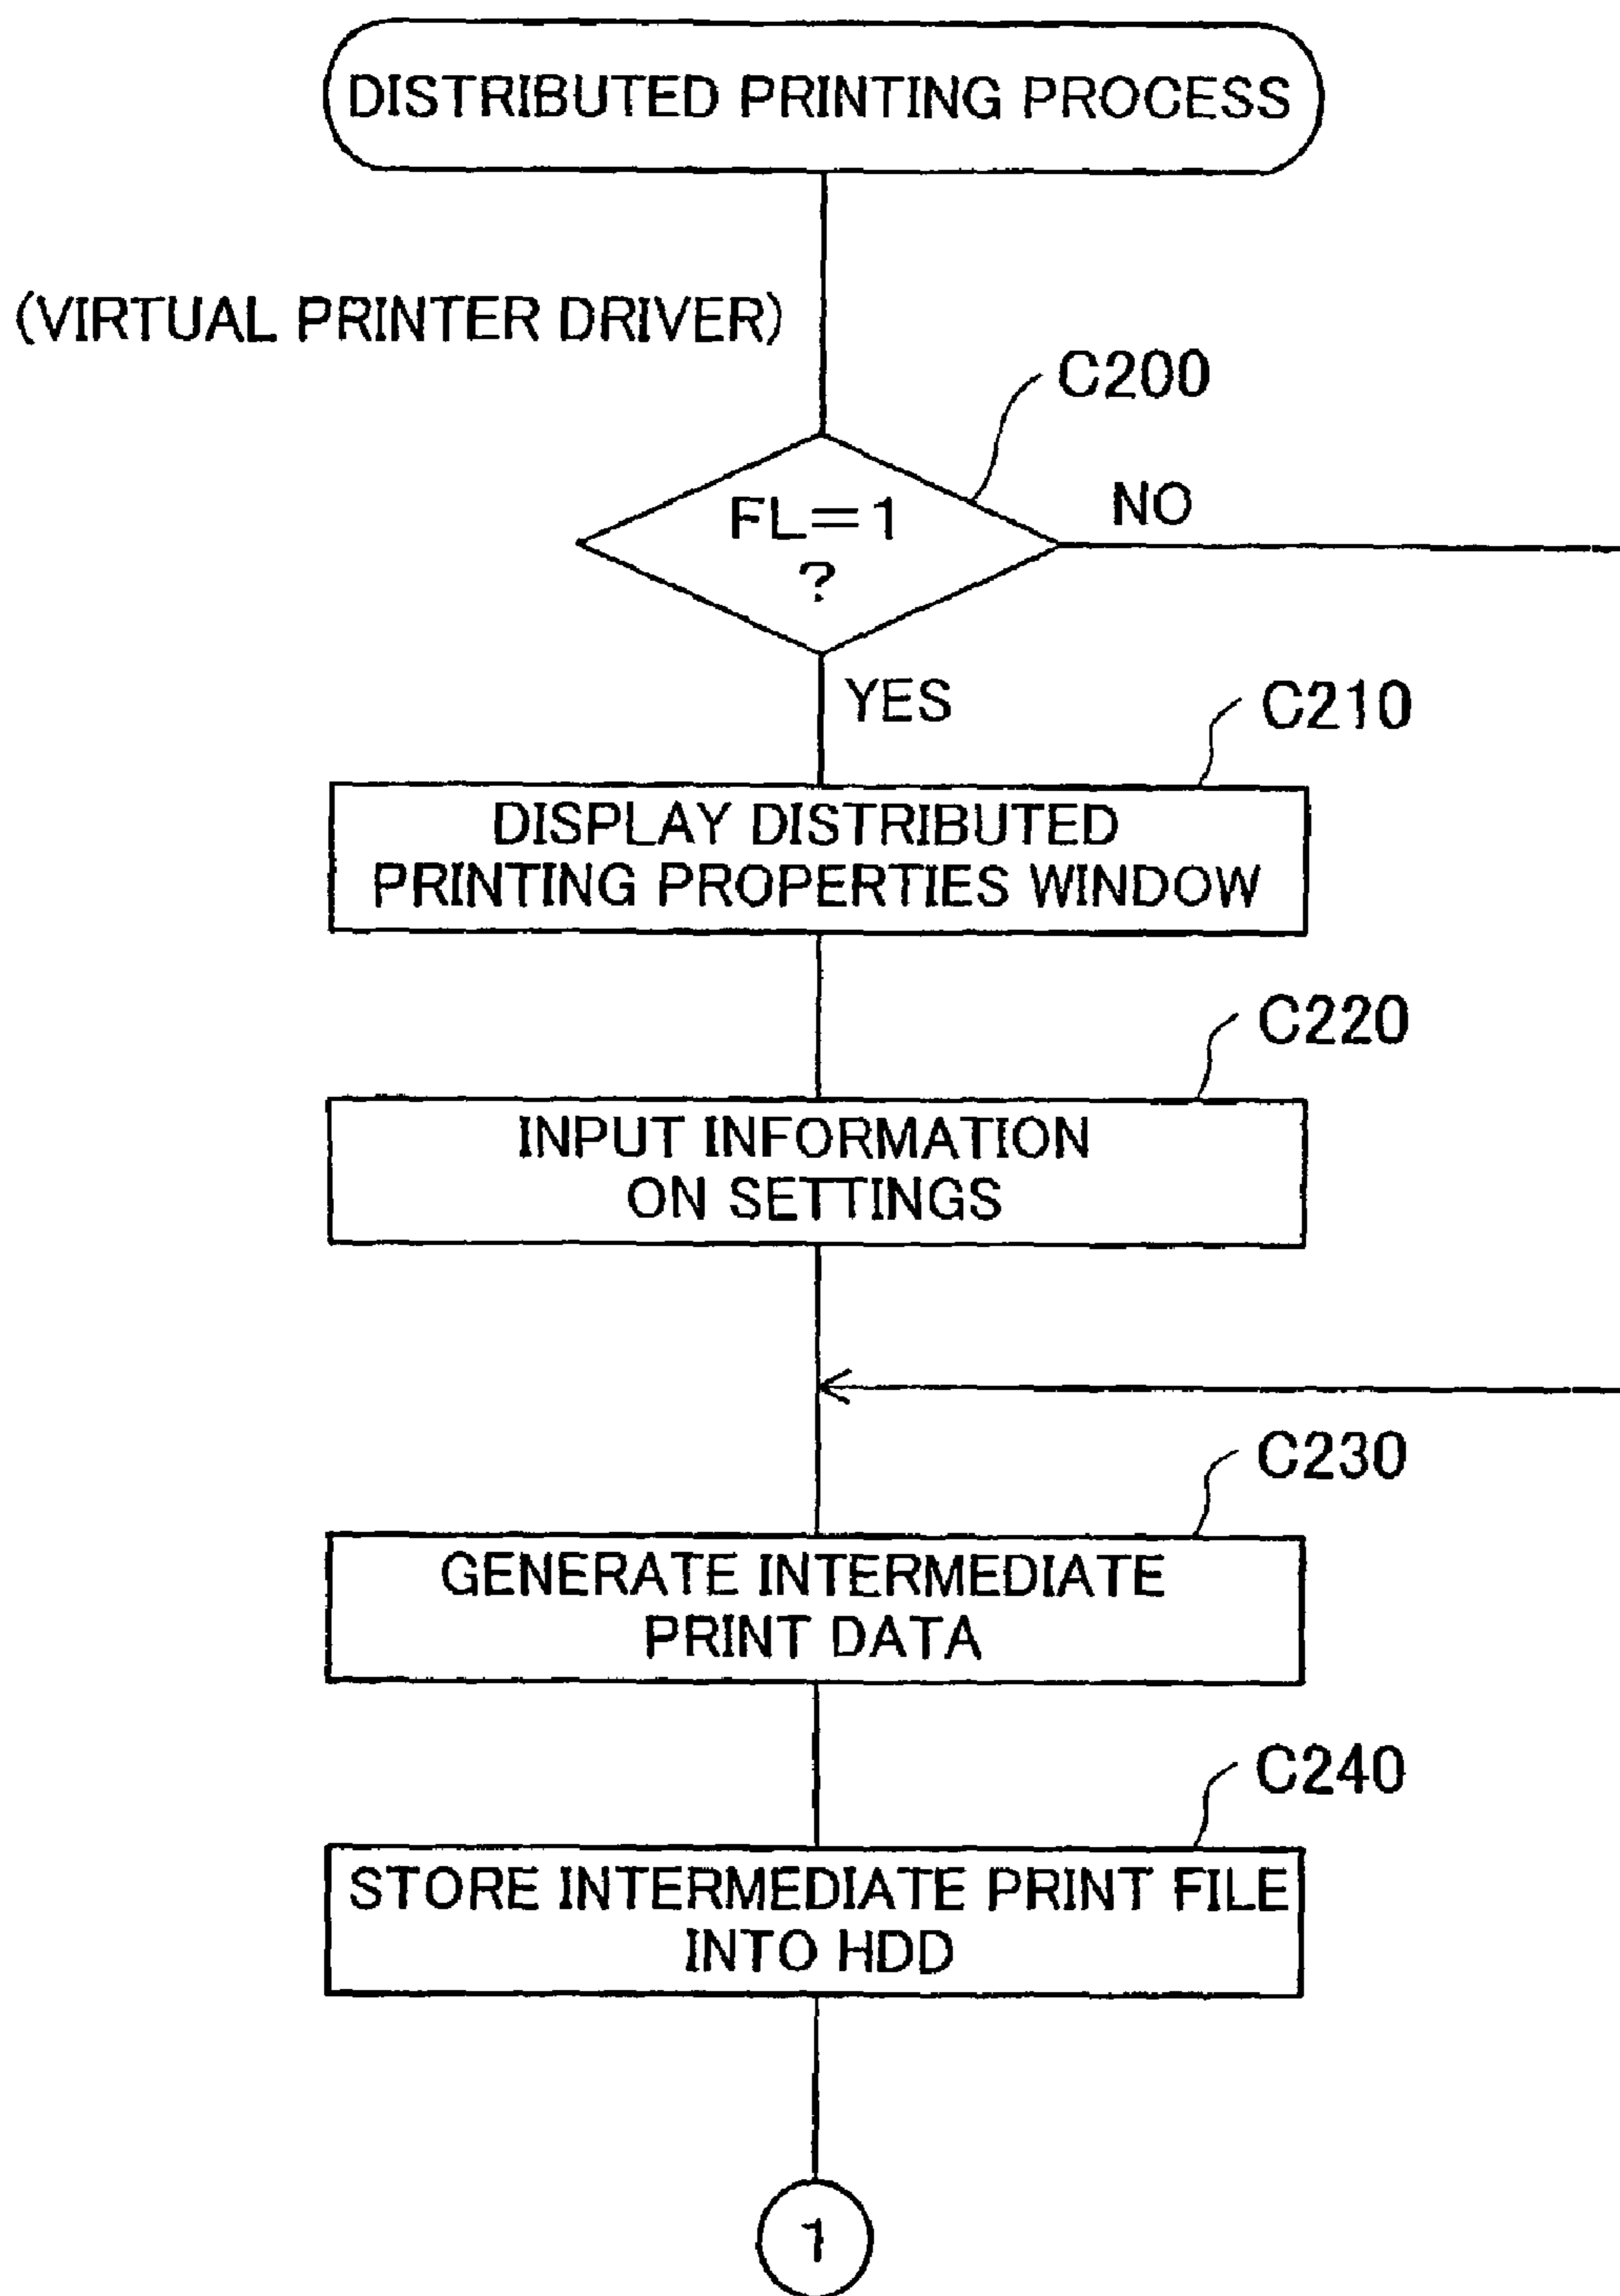 DISTRIBUTED PRINTING PROCESS
(VIRTUAL PRINTER DRIVER)
C200
FL=1
?
NO
YES
C210
DISPLAY DISTRIBUTED
PRINTING PROPERTIES WINDOW
C220
INPUT INFORMATION
ON SETTINGS
C230
GENERATE INTERMEDIATE
PRINT DATA
C240
STORE INTERMEDIATE PRINT FILE
INTO HDD
1